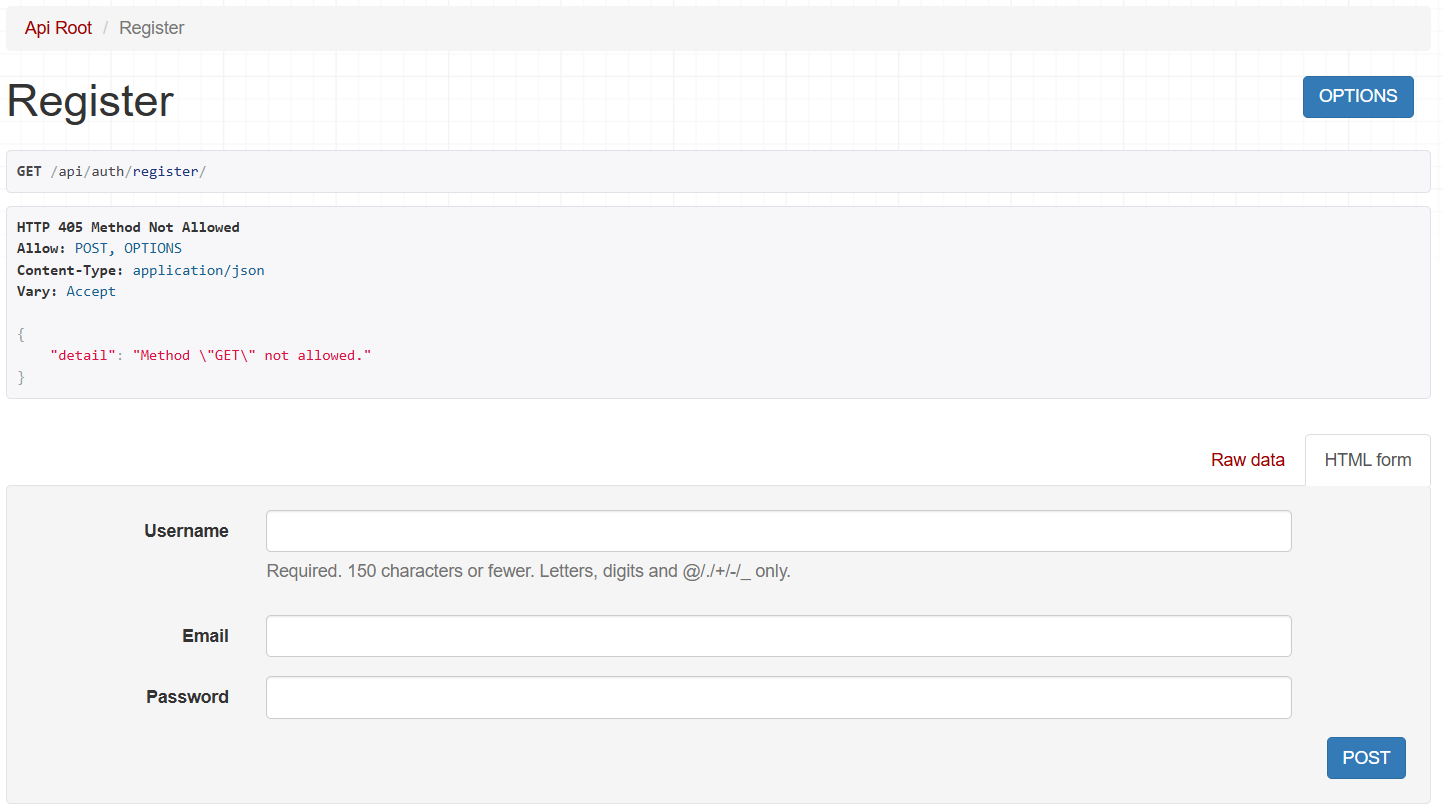 Api Root / Register
Register
OPTIONS
GET /api/auth/register/
HTTP 405 Method Not Allowed
Allow: POST, OPTIONS
Content-Type: application/json
Vary: Accept
{
    "detail": "Method \"GET\" not allowed."
}
Raw data
HTML form
Username
Required. 150 characters or fewer. Letters, digits and @/./+/-/_ only.
Email
Password
POST